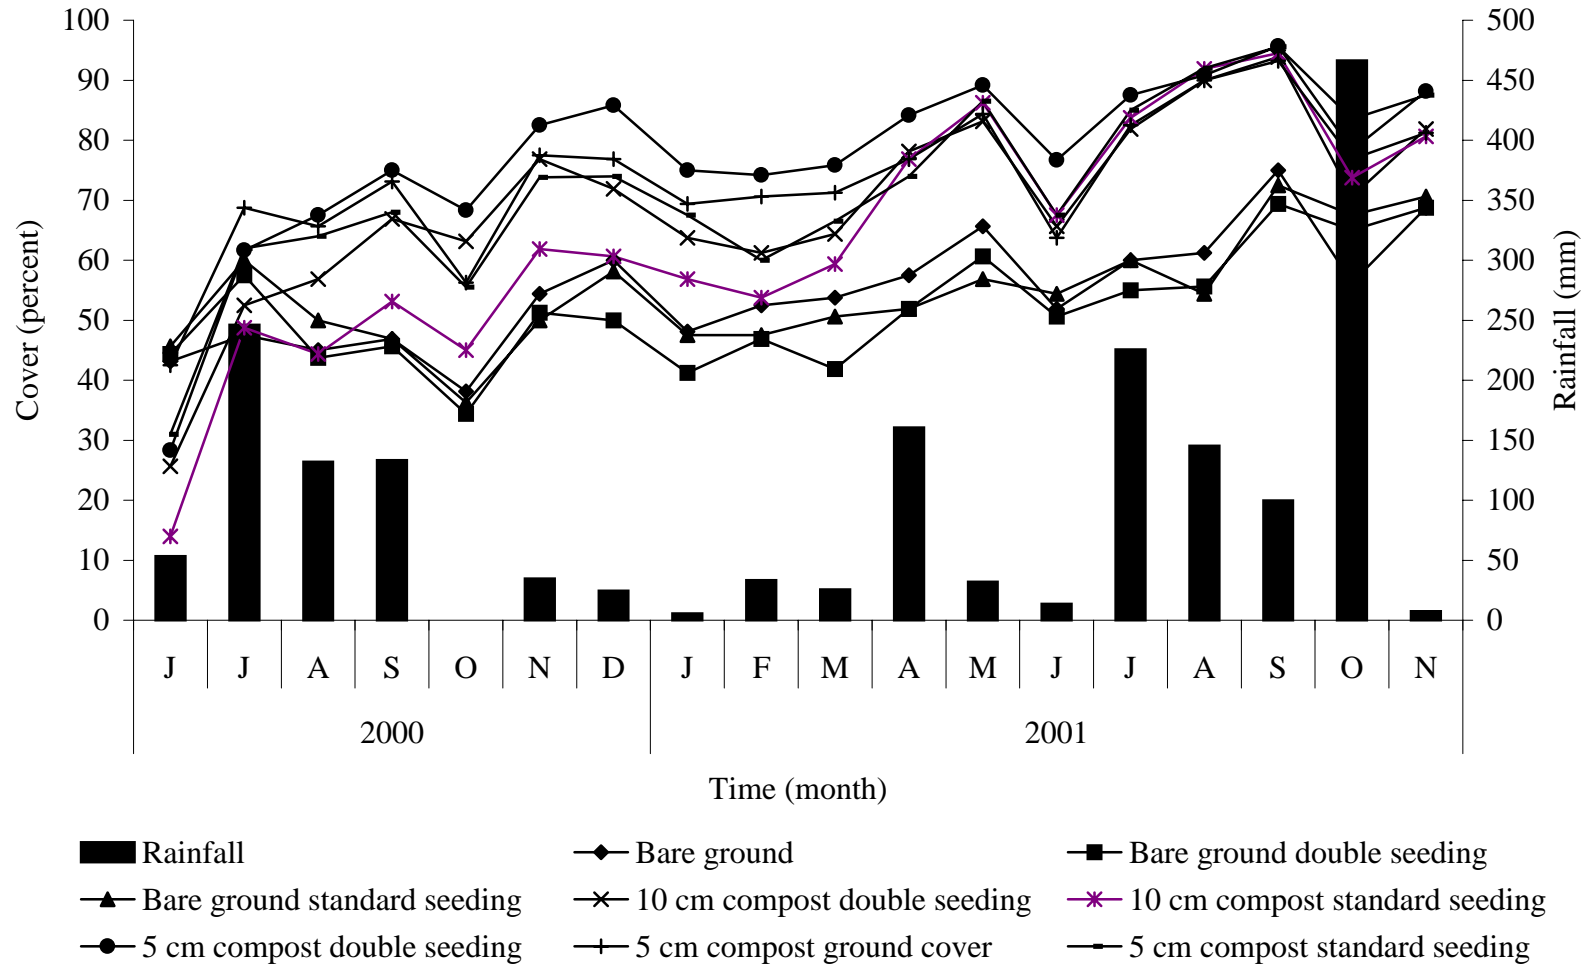 100 500
90 450
80 400
70 350
60 300
50 250
40 200
30 150
20 100
10 50
0 0
Cover (percent)
Rainfall (mm)
J J A S O N D J F M A M J J A S O N
2000 2001
Time (month)
Rainfall Bare ground Bare ground double seeding
Bare ground standard seeding 10 cm compost double seeding 10 cm compost standard seeding
5 cm compost double seeding 5 cm compost ground cover 5 cm compost standard seeding